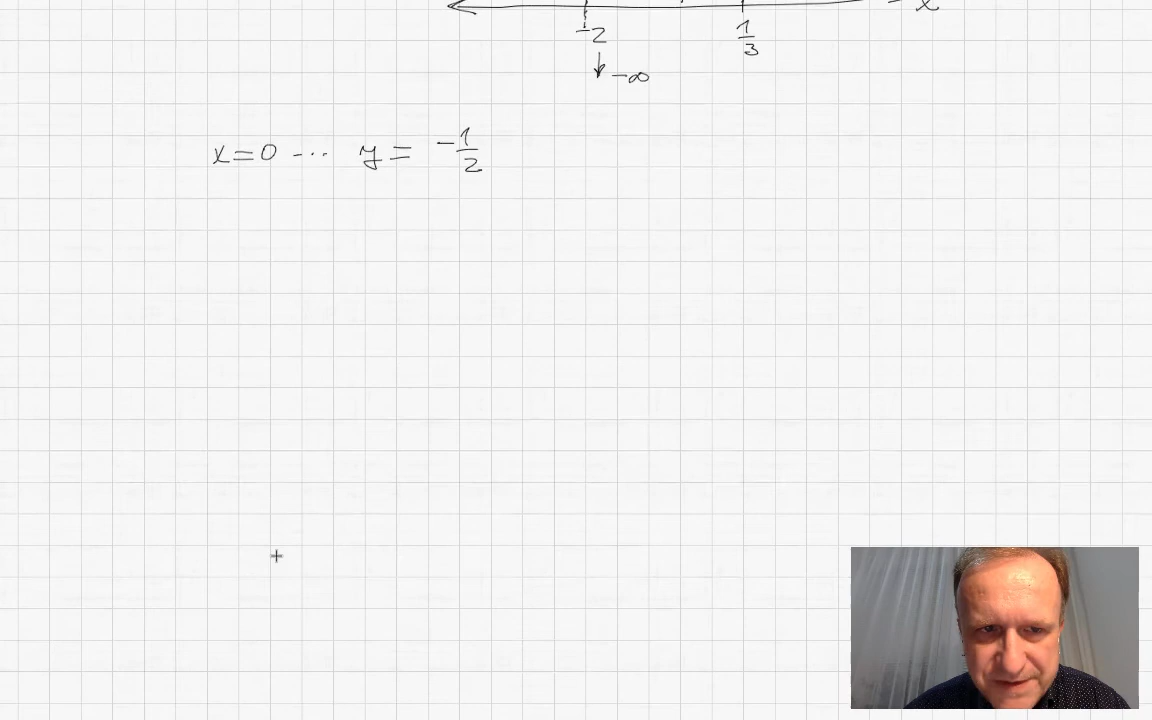 x
-2 1/3
↓ -∞
x=0 --- y = -1/2